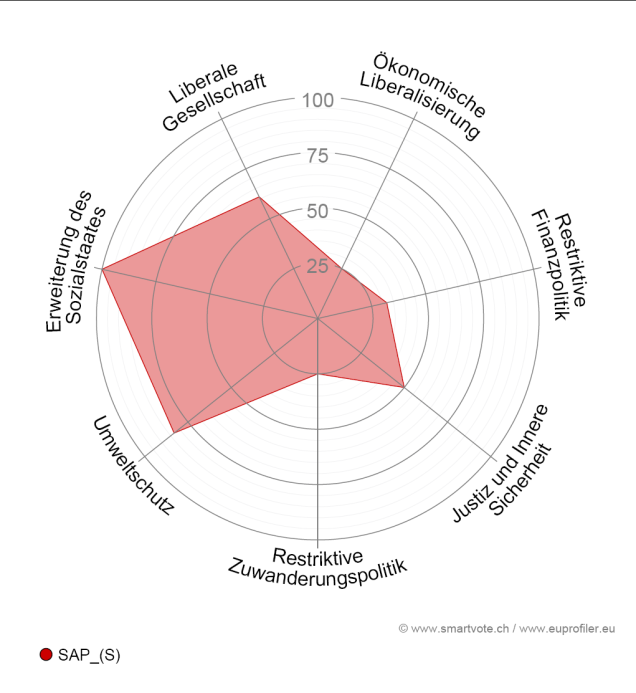 Liberale
Gesellschaft
Ökonomische
Liberalisierung
100
75
50
25
Restriktive
Finanzpolitik
Erweiterung des
Sozialstaates
Umweltschutz
Justiz und Innere
Sicherheit
Restriktive
Zuwanderungspolitik
© www.smartvote.ch / www.euprofiler.eu
SAP_(S)